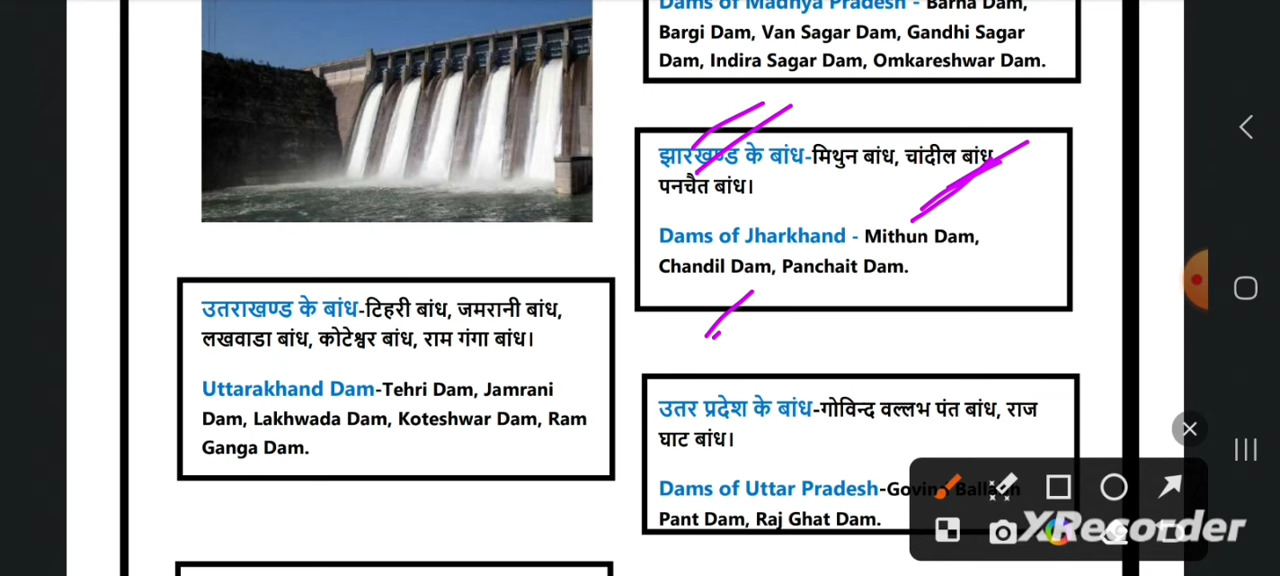 Dams of Madhya Pradesh - Barna Dam,
Bargi Dam, Van Sagar Dam, Gandhi Sagar
Dam, Indira Sagar Dam, Omkareshwar Dam.
झारखण्ड के बांध-मिथुन बांध, चांदील बांध,
पनचैत बांध।
Dams of Jharkhand - Mithun Dam,
Chandil Dam, Panchait Dam.
उतराखण्ड के बांध-टिहरी बांध, जमरानी बांध,
लखवाडा बांध, कोटेश्वर बांध, राम गंगा बांध।
Uttarakhand Dam-Tehri Dam, Jamrani
Dam, Lakhwada Dam, Koteshwar Dam, Ram
Ganga Dam.
उतर प्रदेश के बांध-गोविन्द वल्लभ पंत बांध, राज
घाट बांध।
Dams of Uttar Pradesh-
Pant Dam, Raj Ghat Dam.
XRecorder